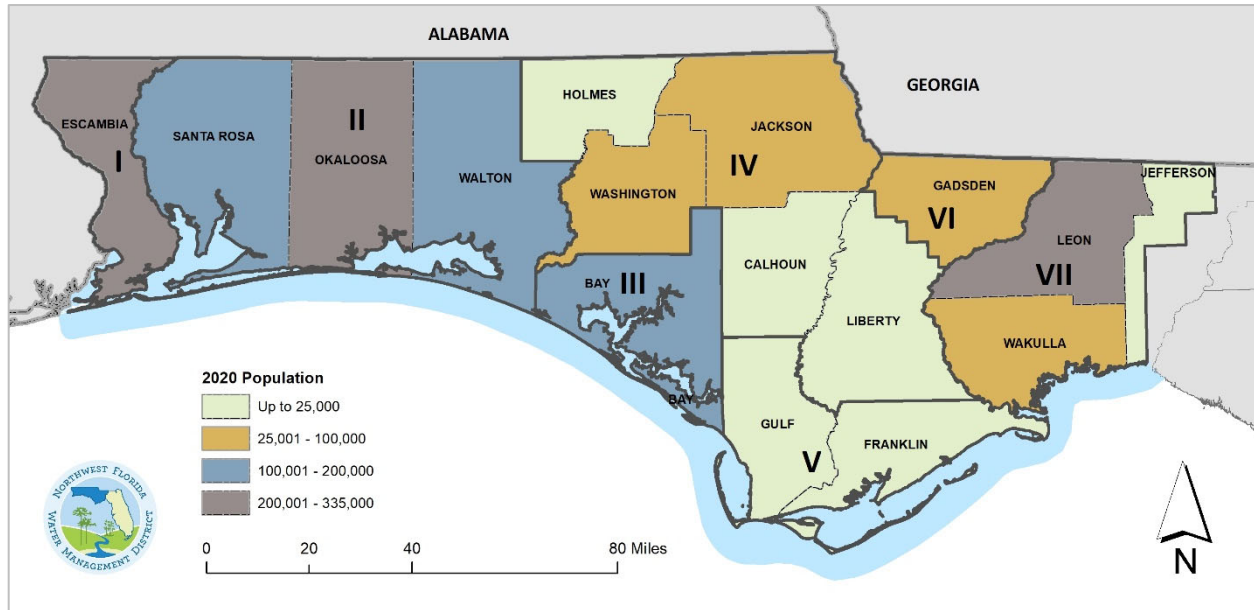 ALABAMA
GEORGIA
HOLMES
ESCAMBIA
SANTA ROSA
II
OKALOOSA
WALTON
JACKSON
I
IV
WASHINGTON
JEFFERSON
GADSDEN
VI
LEON
VII
CALHOUN
BAY
III
LIBERTY
WAKULLA
BAY
GULF
FRANKLIN
V
2020 Population
Up to 25,000
25,001 - 100,000
100,001 - 200,000
200,001 - 335,000
NORTHWEST FLORIDA
WATER MANAGEMENT DISTRICT
0 20 40 80 Miles
N